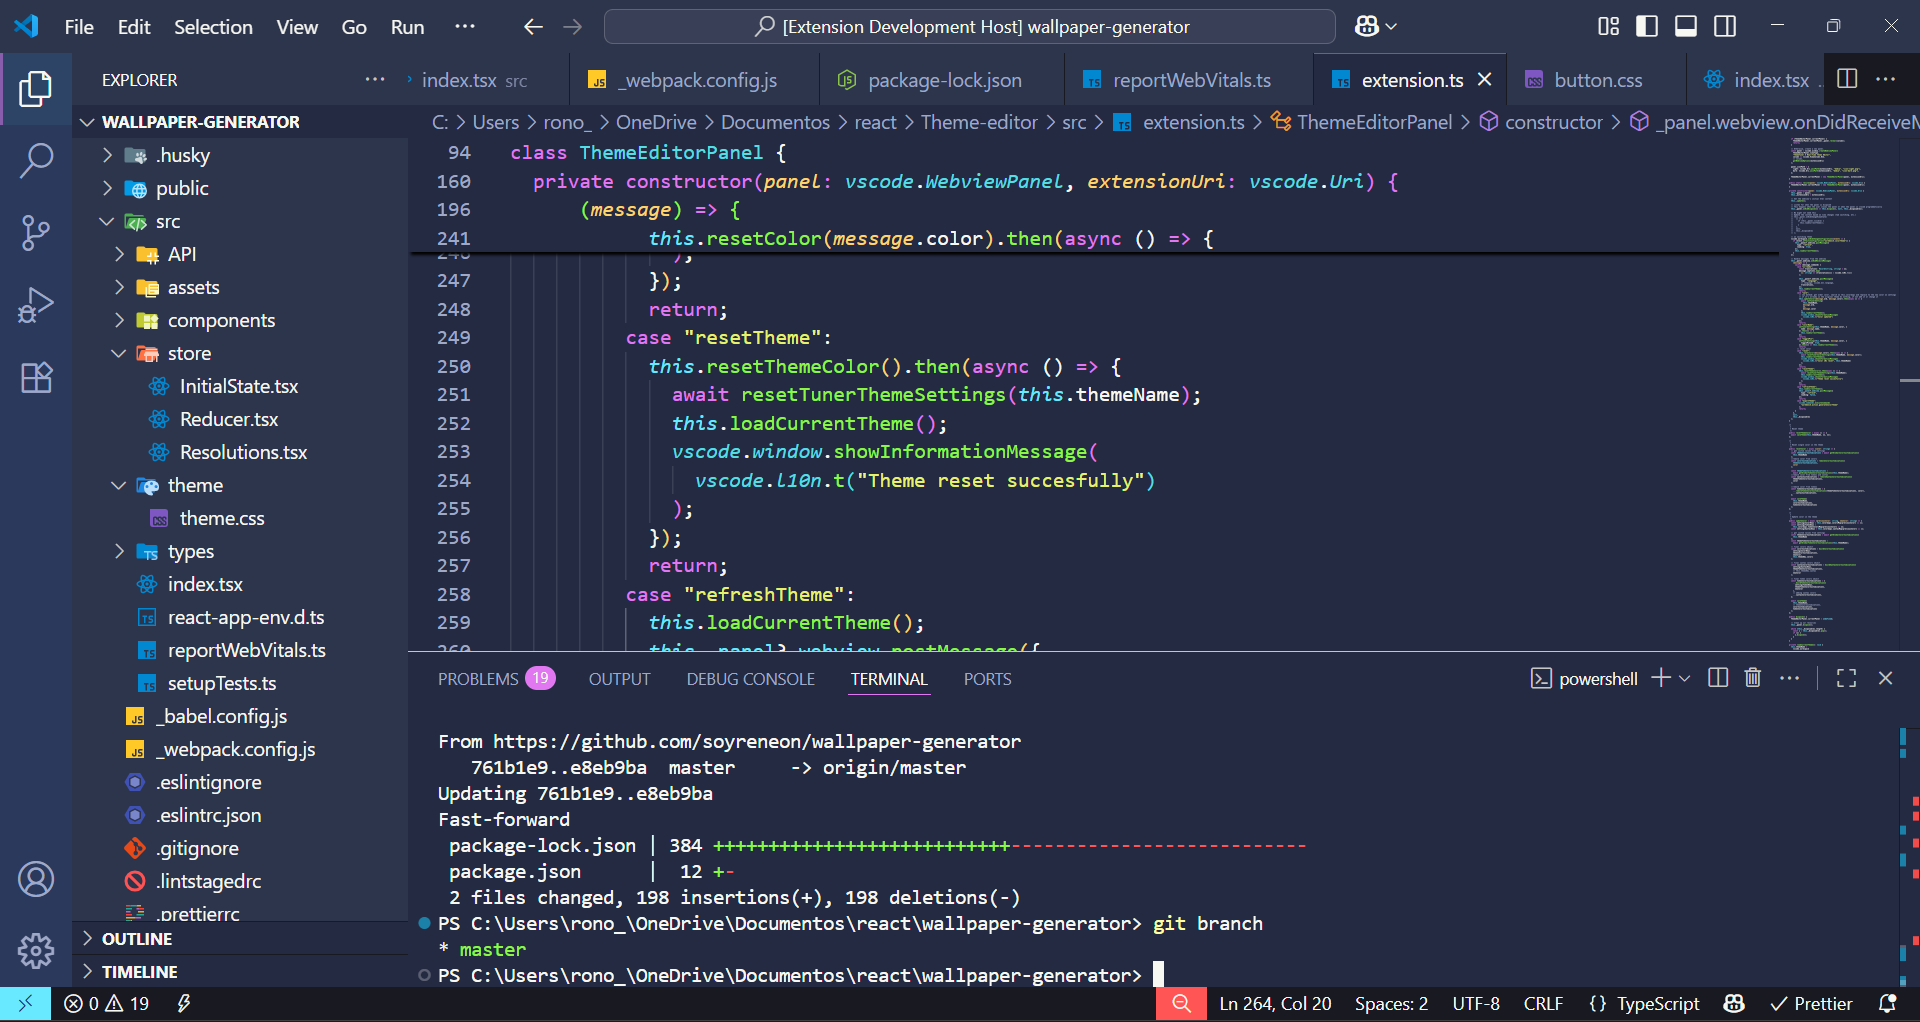 File Edit Selection View Go Run ··· [Extension Development Host] wallpaper-generator
EXPLORER ···
index.tsx src
_webpack.config.js
package-lock.json
reportWebVitals.ts
extension.ts
button.css
index.tsx
C: > Users > rono_ > OneDrive > Documentos > react > Theme-editor > src > extension.ts > ThemeEditorPanel > constructor > _panel.webview.onDidReceiveM
WALLPAPER-GENERATOR
.husky
public
src
API
assets
components
store
InitialState.tsx
Reducer.tsx
Resolutions.tsx
theme
theme.css
types
index.tsx
react-app-env.d.ts
reportWebVitals.ts
setupTests.ts
_babel.config.js
_webpack.config.js
.eslintignore
.eslintrc.json
.gitignore
.lintstagedrc
.prettierrc
OUTLINE
TIMELINE
94 class ThemeEditorPanel {
160 private constructor(panel: vscode.WebviewPanel, extensionUri: vscode.Uri) {
196 (message) => {
241 this.resetColor(message.color).then(async () => {
246 );
247 });
248 return;
249 case "resetTheme":
250 this.resetThemeColor().then(async () => {
251 await resetTunerThemeSettings(this.themeName);
252 this.loadCurrentTheme();
253 vscode.window.showInformationMessage(
254 vscode.l10n.t("Theme reset succesfully")
255 );
256 });
257 return;
258 case "refreshTheme":
259 this.loadCurrentTheme();
260 this._panel?.webview.postMessage({
PROBLEMS 19 OUTPUT DEBUG CONSOLE TERMINAL PORTS powershell
From https://github.com/soyreneon/wallpaper-generator
761b1e9..e8eb9ba master -> origin/master
Updating 761b1e9..e8eb9ba
Fast-forward
package-lock.json | 384 +++++++++++++++++++++++++++---------------------------
package.json | 12 +-
2 files changed, 198 insertions(+), 198 deletions(-)
PS C:\Users\rono_\OneDrive\Documentos\react\wallpaper-generator> git branch
* master
PS C:\Users\rono_\OneDrive\Documentos\react\wallpaper-generator>
0 19 Ln 264, Col 20 Spaces: 2 UTF-8 CRLF {} TypeScript Prettier